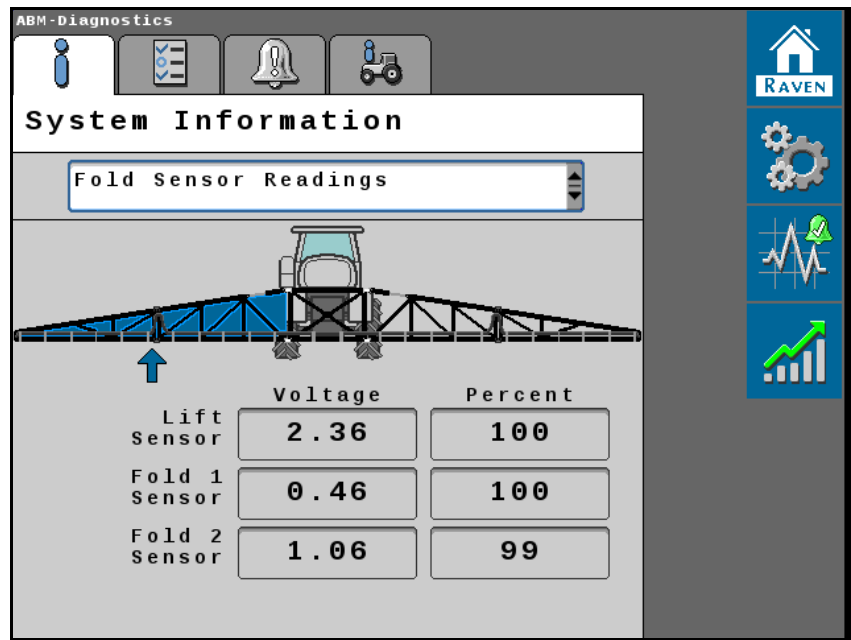 ABM-Diagnostics
System Information
RAVEN
Fold Sensor Readings
Voltage Percent
Lift Sensor 2.36 100
Fold 1 Sensor 0.46 100
Fold 2 Sensor 1.06 99